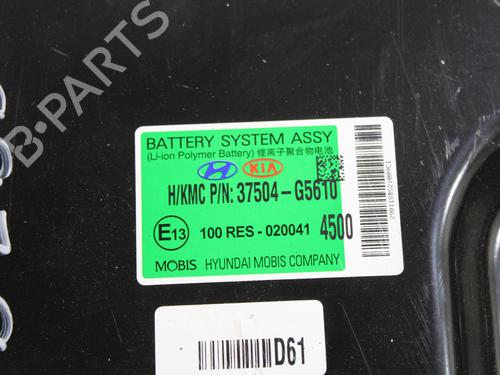 BATTERY SYSTEM ASSY
(Li-ion Polymer Battery) 锂离子聚合物电池
KIA
H/KMC P/N: 37504-G5610
E13 100 RES - 020041 4500
MOBIS HYUNDAI MOBIS COMPANY
D61
B-PARTS